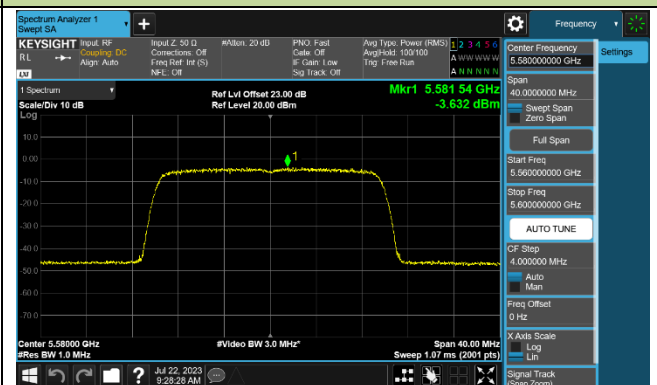 Spectrum Analyzer 1
Swept SA
+
Frequency
KEYSIGHT
RL
Input: RF
Coupling: DC
Align: Auto
Input Z: 50 Ω
Corrections: Off
Freq Ref: Int (S)
NFE: Off
#Atten: 20 dB
PNO: Fast
Gate: Off
IF Gain: Low
Sig Track: Off
Avg Type: Power (RMS)
Avg|Hold: 100/100
Trig: Free Run
1 2 3 4 5 6
A W W W W W
A N N N N N
1 Spectrum
Scale/Div 10 dB
Log
Ref Lvl Offset 23.00 dB
Ref Level 20.00 dBm
Mkr1 5.581 54 GHz
-3.632 dBm
1
10.0
0.00
-10.0
-20.0
-30.0
-40.0
-50.0
-60.0
-70.0
Center 5.58000 GHz
#Res BW 1.0 MHz
#Video BW 3.0 MHz*
Span 40.00 MHz
Sweep 1.07 ms (2001 pts)
Jul 22, 2023
9:28:28 AM
Center Frequency
5.580000000 GHz
Settings
Span
40.0000000 MHz
Swept Span
Zero Span
Full Span
Start Freq
5.560000000 GHz
Stop Freq
5.600000000 GHz
AUTO TUNE
CF Step
4.000000 MHz
Auto
Man
Freq Offset
0 Hz
X Axis Scale
Log
Lin
Signal Track
(Span Zoom)